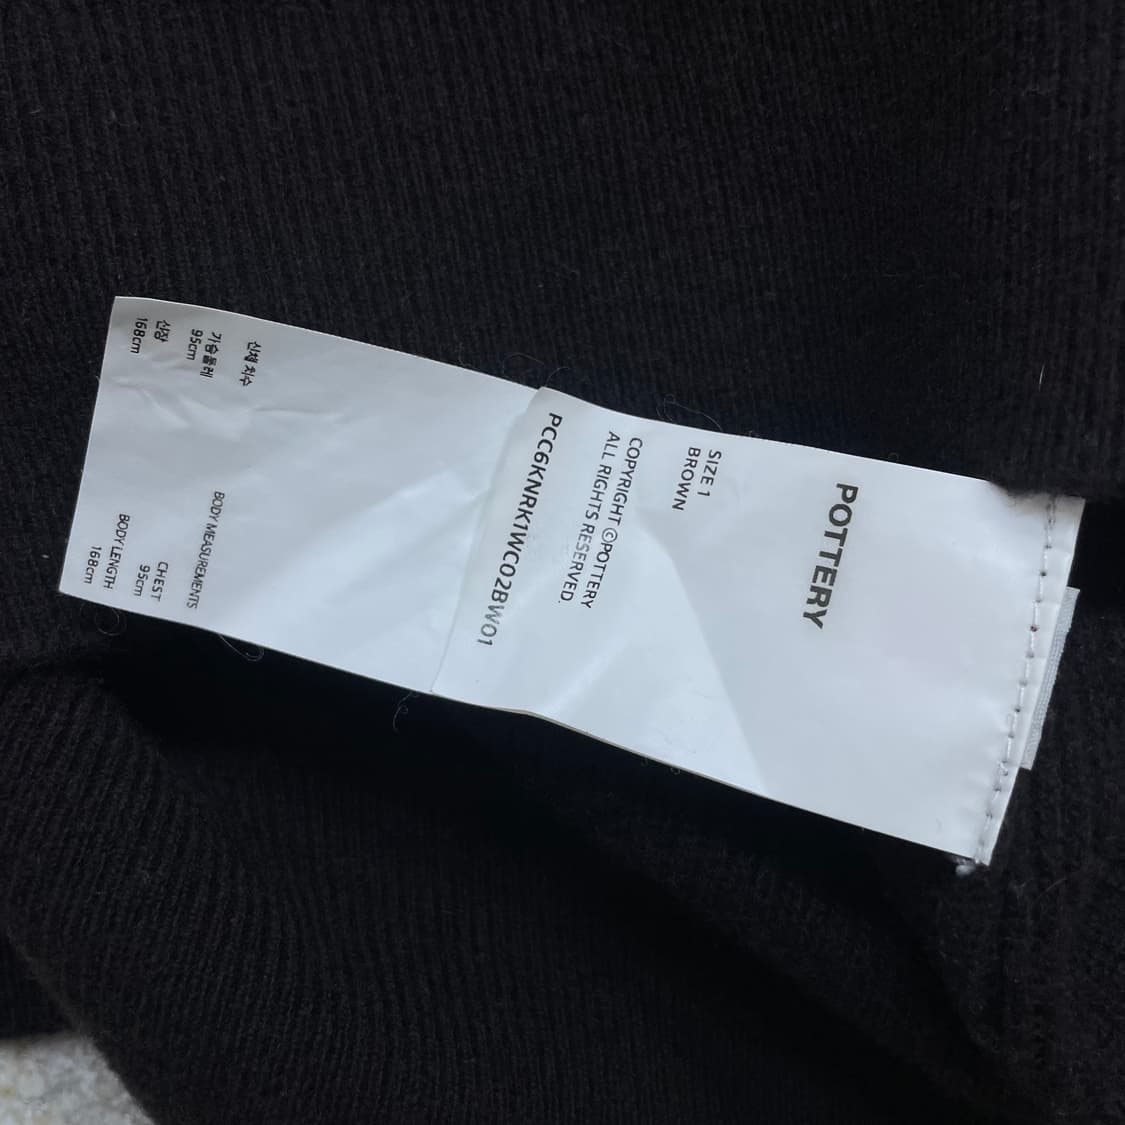 POTTERY
SIZE 1
BROWN
COPYRIGHT ©POTTERY
ALL RIGHTS RESERVED.
PCC6KNRK1WC02BW01
신체 치수
가슴 둘레
95cm
신장
168cm
BODY MEASUREMENTS
CHEST
95cm
BODY LENGTH
168cm